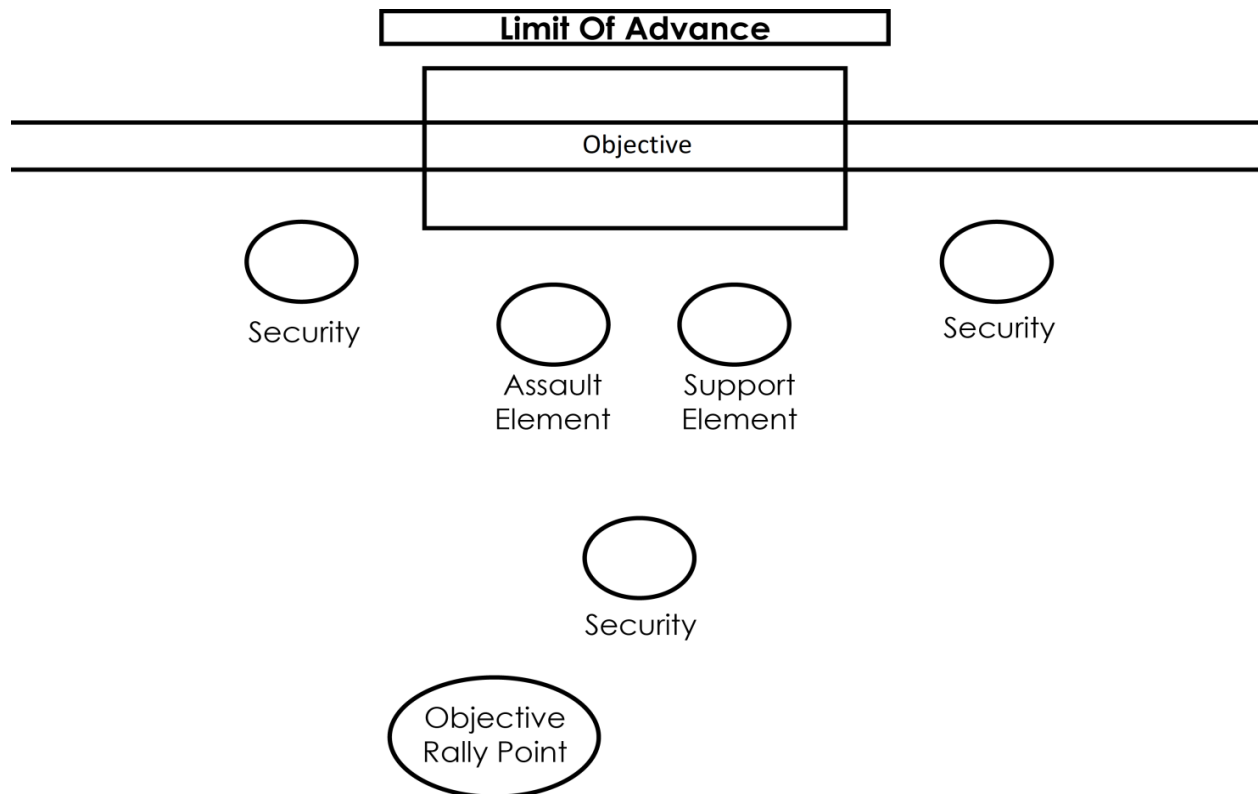 Limit Of Advance
Objective
Security
Security
Assault
Element
Support
Element
Security
Objective
Rally Point